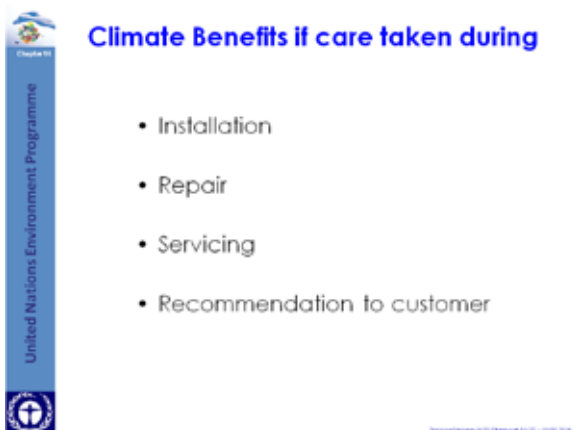 Climate Benefits if care taken during
• Installation
• Repair
• Servicing
• Recommendation to customer
United Nations Environment Programme